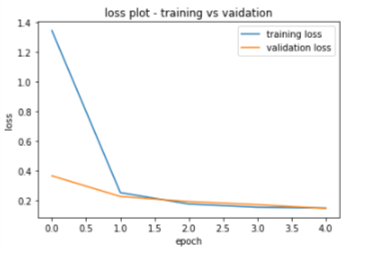 loss plot - training vs vaidation
training loss
validation loss
loss
1.4
1.2
1.0
0.8
0.6
0.4
0.2
0.0 0.5 1.0 1.5 2.0 2.5 3.0 3.5 4.0
epoch